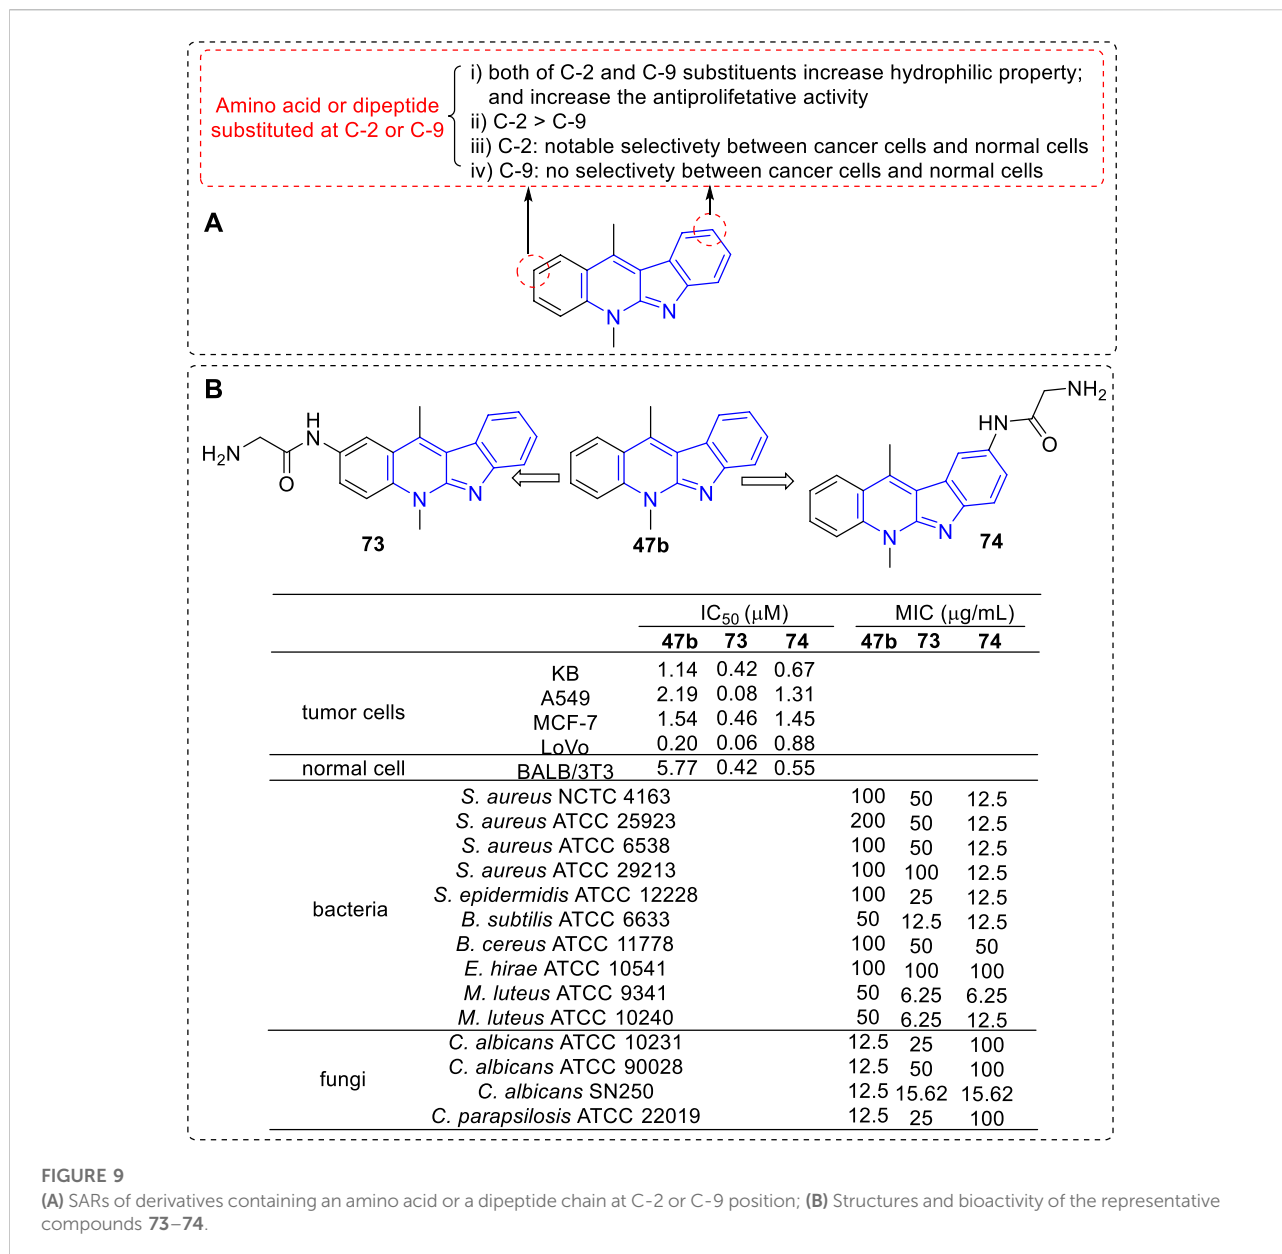 Amino acid or dipeptide
substituted at C-2 or C-9
i) both of C-2 and C-9 substituents increase hydrophilic property;
and increase the antiprolifetative activity
ii) C-2 > C-9
iii) C-2: notable selectivety between cancer cells and normal cells
iv) C-9: no selectivety between cancer cells and normal cells
A
N
N
B
H2N
O
H
N
N
N
73
N
N
47b
NH2
O
HN
N
N
74
IC50 (μM) MIC (μg/mL)
47b 73 74 47b 73 74
tumor cells
KB 1.14 0.42 0.67
A549 2.19 0.08 1.31
MCF-7 1.54 0.46 1.45
LoVo 0.20 0.06 0.88
normal cell BALB/3T3 5.77 0.42 0.55
bacteria
S. aureus NCTC 4163 100 50 12.5
S. aureus ATCC 25923 200 50 12.5
S. aureus ATCC 6538 100 50 12.5
S. aureus ATCC 29213 100 100 12.5
S. epidermidis ATCC 12228 100 25 12.5
B. subtilis ATCC 6633 50 12.5 12.5
B. cereus ATCC 11778 100 50 50
E. hirae ATCC 10541 100 100 100
M. luteus ATCC 9341 50 6.25 6.25
M. luteus ATCC 10240 50 6.25 12.5
fungi
C. albicans ATCC 10231 12.5 25 100
C. albicans ATCC 90028 12.5 50 100
C. albicans SN250 12.5 15.62 15.62
C. parapsilosis ATCC 22019 12.5 25 100
FIGURE 9
(A) SARs of derivatives containing an amino acid or a dipeptide chain at C-2 or C-9 position; (B) Structures and bioactivity of the representative
compounds 73–74.